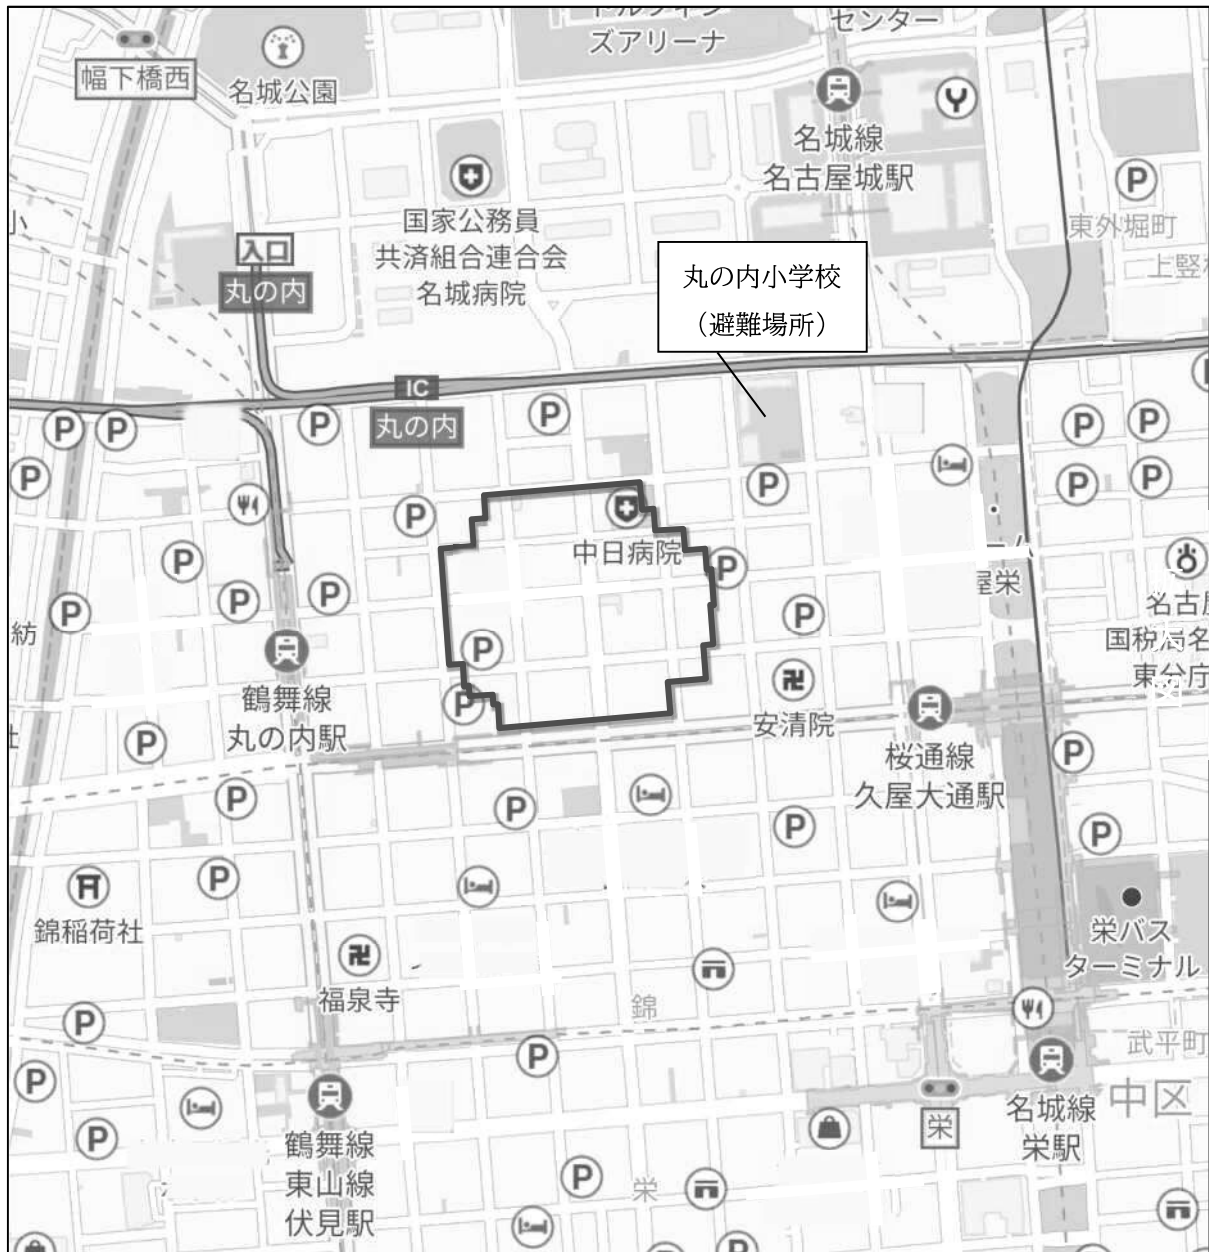 ズアリーナ
センター
幅下橋西
名城公園
名城線
名古屋城駅
P
国家公務員
共済組合連合会
名城病院
東外堀町
小
入口
丸の内
丸の内小学校
（避難場所）
IC
丸の内
P
P
P
P
P
P
P
P
P
P
P
P
中日病院
P
P
P
P
P
P
P
屋栄
名古
国税局名
東分庁
紡
P
P
鶴舞線
丸の内駅
安清院
桜通線
久屋大通駅
P
P
P
P
P
P
P
錦稲荷社
福泉寺
栄バス
ターミナル
錦
P
P
武平町
P
P
中区
名城線
栄駅
栄
鶴舞線
東山線
伏見駅
P
栄
P